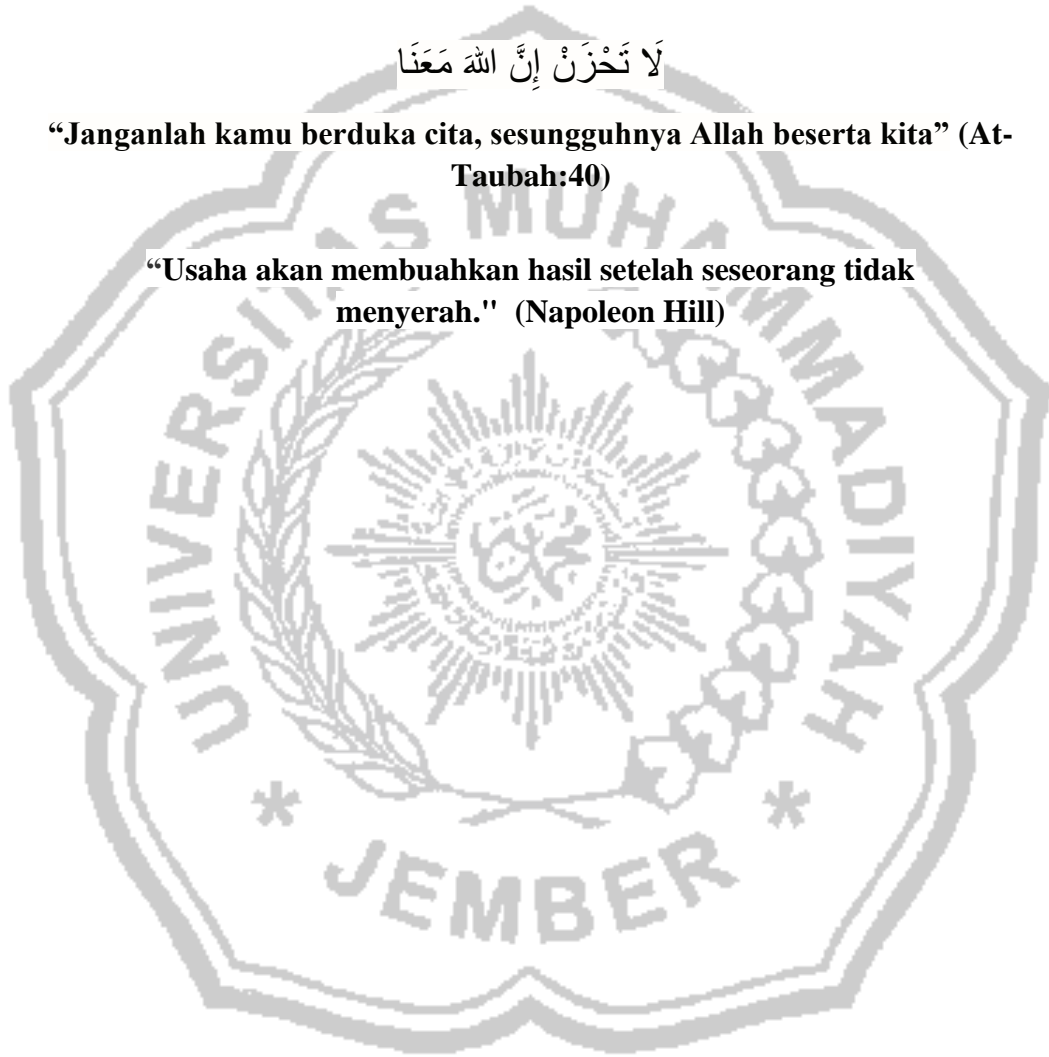 لَا تَحْزَنْ إِنَّ اللهَ مَعَنَا
“Janganlah kamu berduka cita, sesungguhnya Allah beserta kita” (At-
Taubah:40)
“Usaha akan membuahkan hasil setelah seseorang tidak
menyerah." (Napoleon Hill)
UNIVERSITAS MUHAMMADIYAH
* JEMBER *